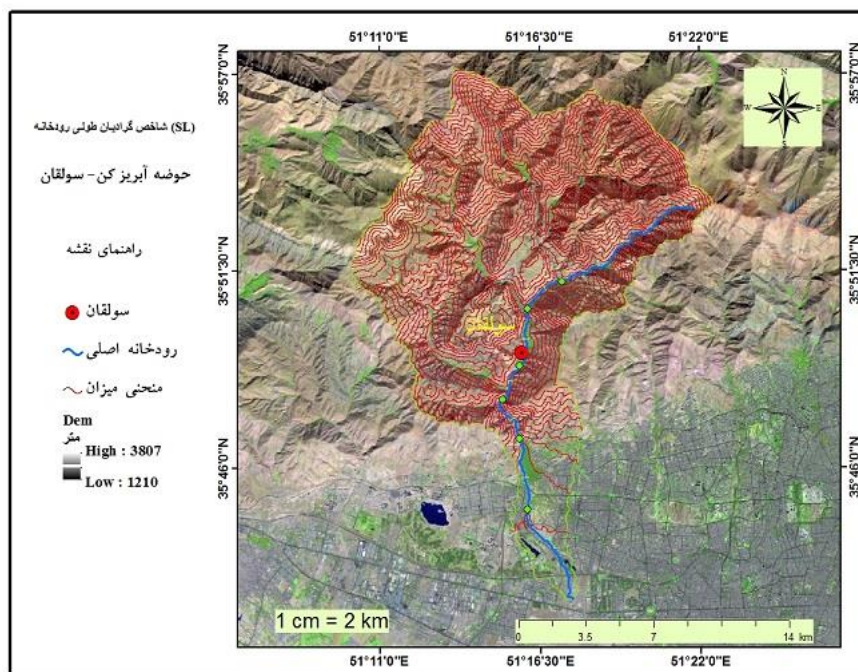 51°11'0"E 51°16'30"E 51°22'0"E
35°57'0"N 35°57'0"N
N
W E
S
شاخص گرادیان طولی رودخانه (SL)
حوضه آبریز کن - سولقان
راهنمای نقشه
35°51'30"N 35°51'30"N
سولقان
سولقان
رودخانه اصلی
منحنی میزان
Dem
متر
High : 3807
Low : 1210
35°46'0"N 35°46'0"N
1 cm = 2 km
0 3.5 7 14 km
51°11'0"E 51°16'30"E 51°22'0"E